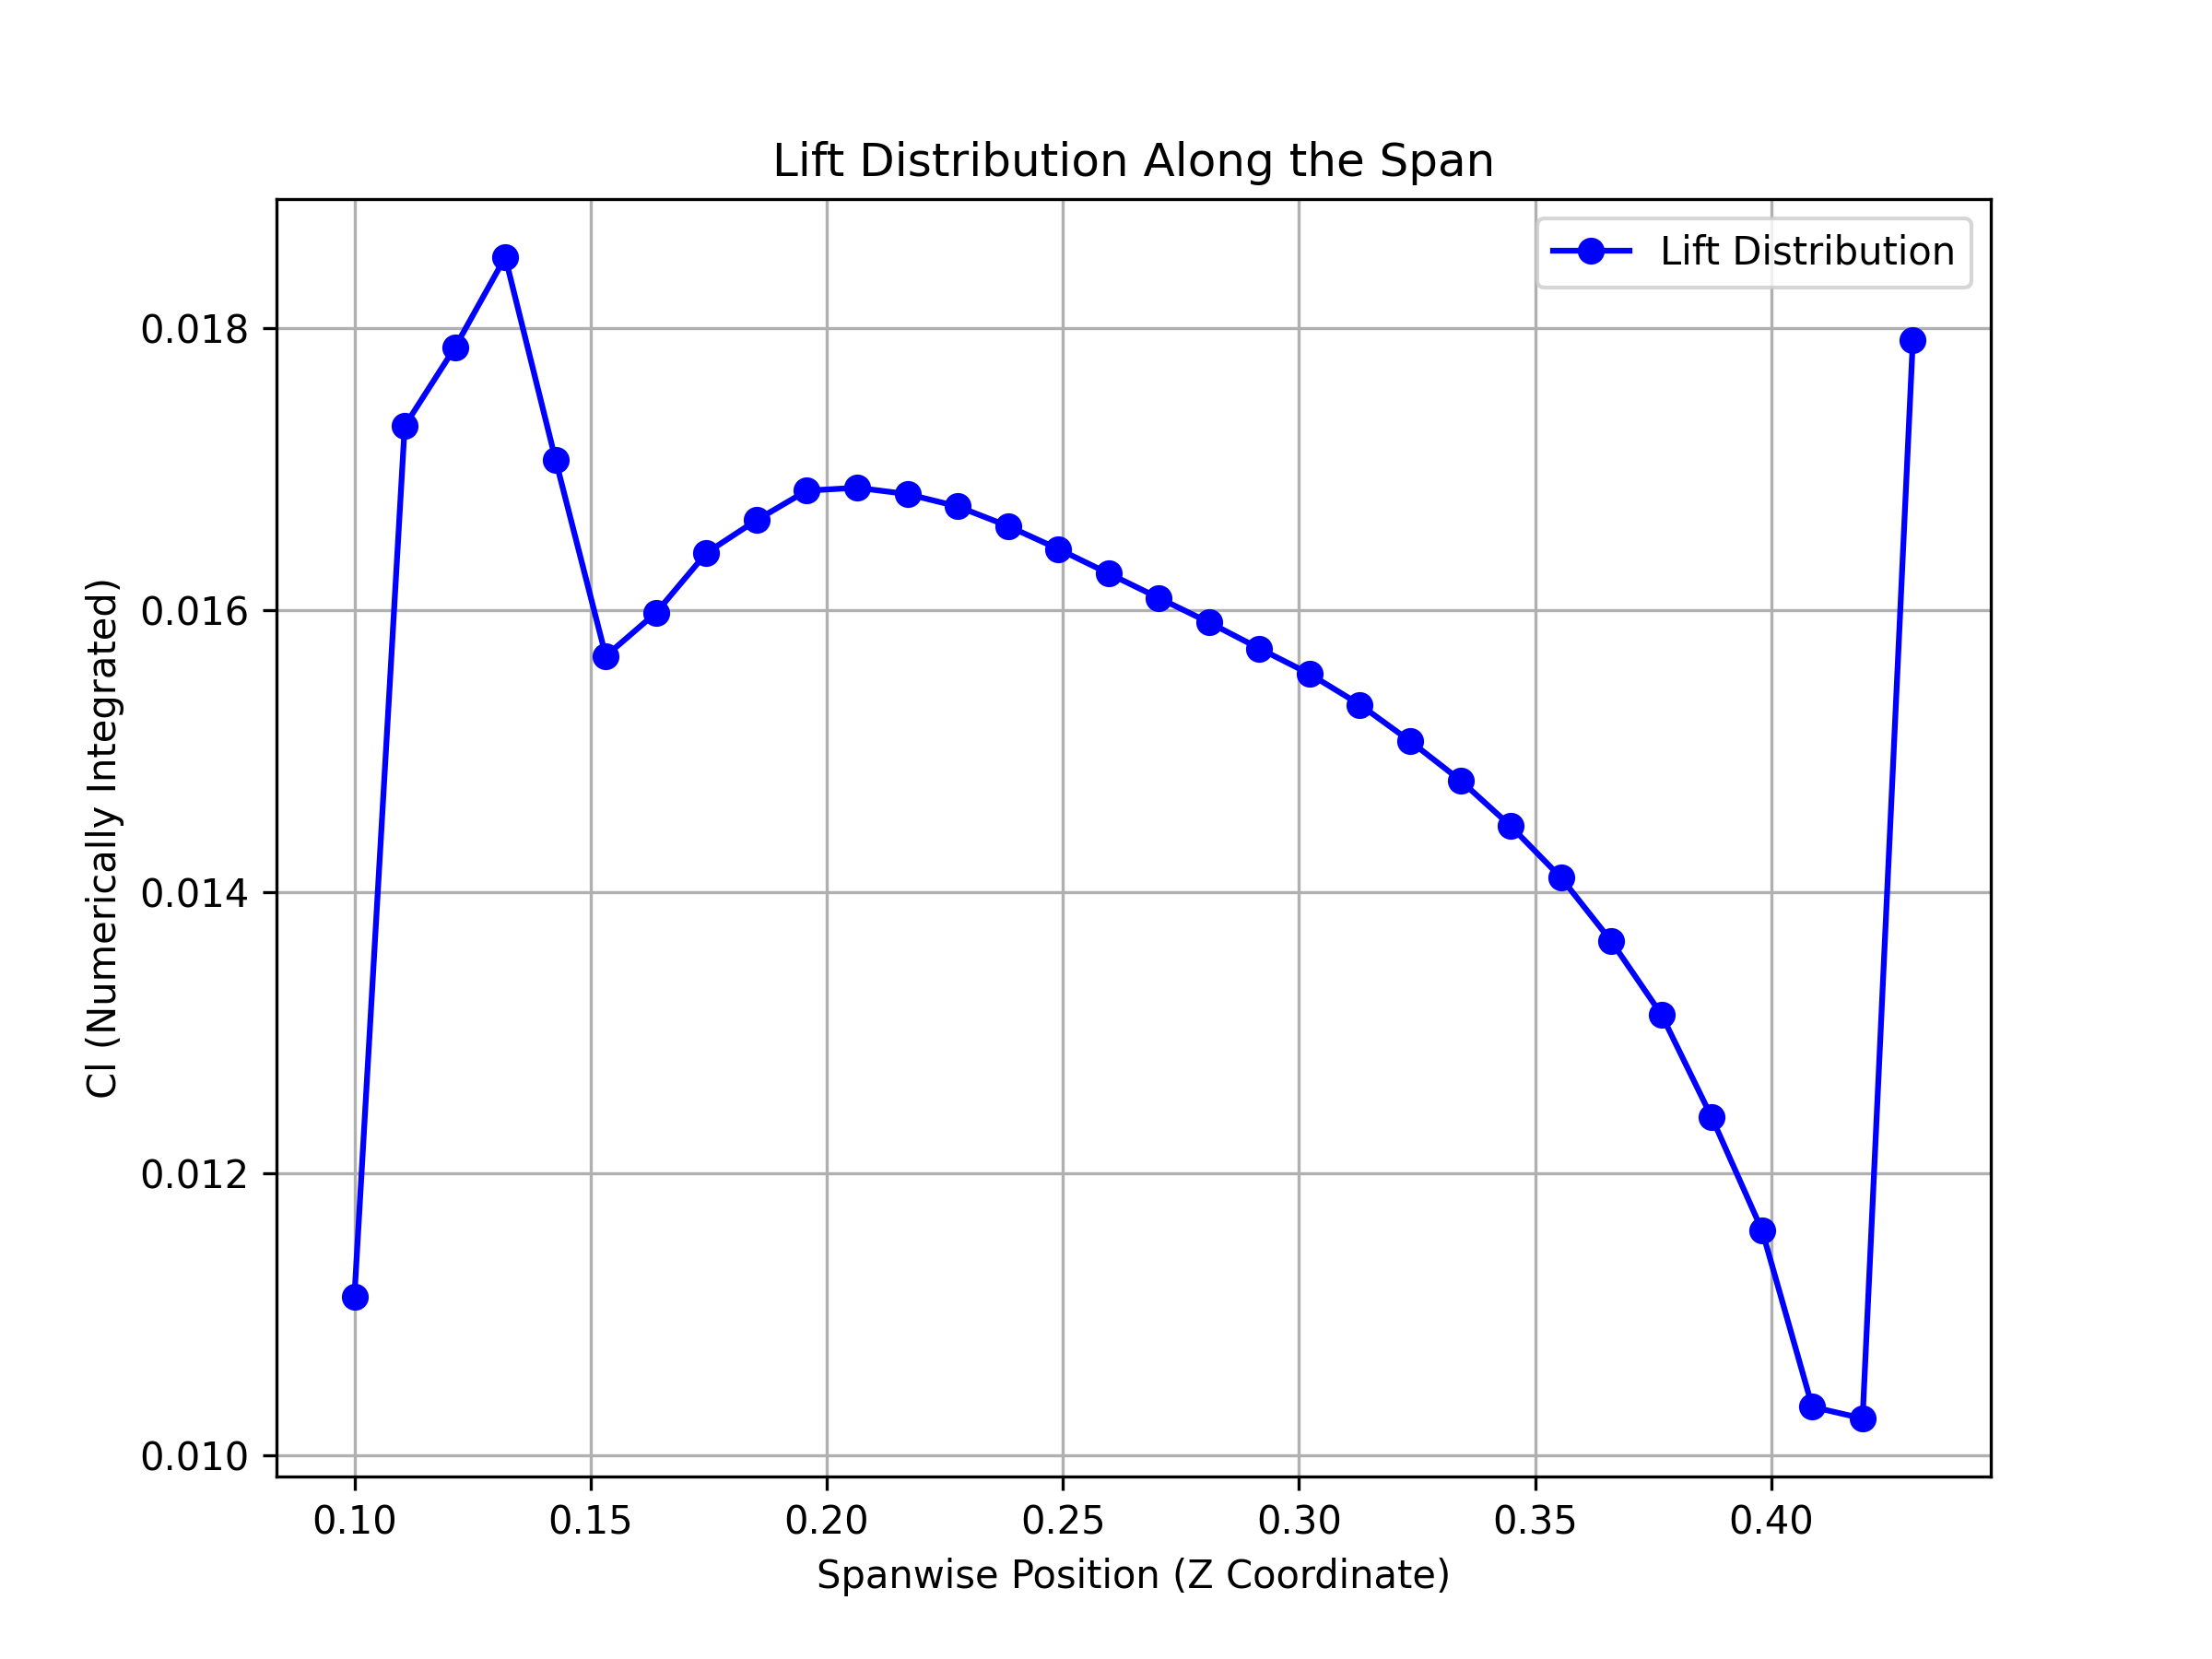 Lift Distribution Along the Span
Lift Distribution
Cl (Numerically Integrated)
0.018
0.016
0.014
0.012
0.010
0.10 0.15 0.20 0.25 0.30 0.35 0.40
Spanwise Position (Z Coordinate)